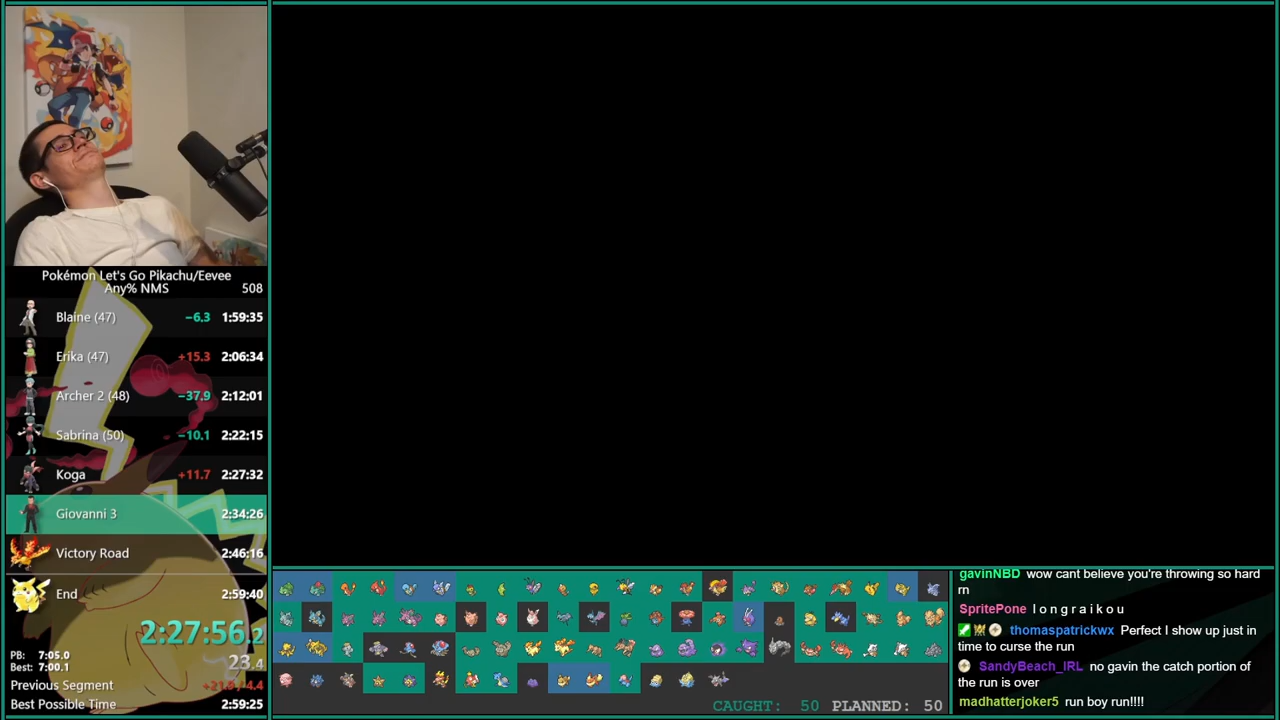 Pokémon Let's Go Pikachu/Eevee
Any% NMS 508
Blaine (47) −6.3 1:59:35
Erika (47) +15.3 2:06:34
Archer 2 (48) −37.9 2:12:01
Sabrina (50) −10.1 2:22:15
Koga +11.7 2:27:32
Giovanni 3 2:34:26
Victory Road 2:46:16
End 2:59:40
2:27:56.2
PB: 7:05.0
Best: 7:00.1
23.4
Previous Segment / 4.4
Best Possible Time 2:59:25
CAUGHT: 50 PLANNED: 50
gavinNBD wow cant believe you're throwing so hard
rn
SpritePone l o n g r a i k o u
thomaspatrickwx Perfect I show up just in
time to curse the run
SandyBeach_IRL no gavin the catch portion of
the run is over
madhatterjoker5 run boy run!!!!